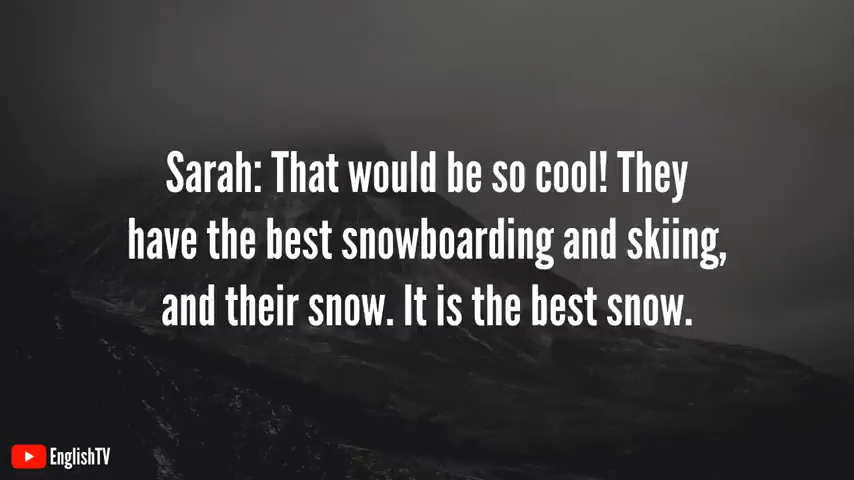 Sarah: That would be so cool! They
have the best snowboarding and skiing,
and their snow. It is the best snow.
EnglishTV